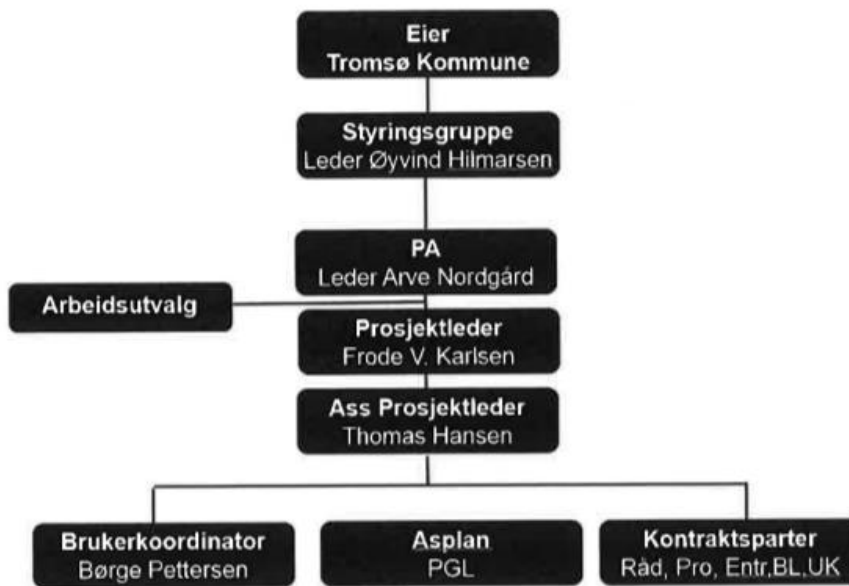 Eier
Tromsø Kommune
Styringsgruppe
Leder Øyvind Hilmarsen
PA
Leder Arve Nordgård
Arbeidsutvalg
Prosjektleder
Frode V. Karlsen
Ass Prosjektleder
Thomas Hansen
Brukerkoordinator
Børge Pettersen
Asplan
PGL
Kontraktsparter
Råd, Pro, Entr,BL,UK